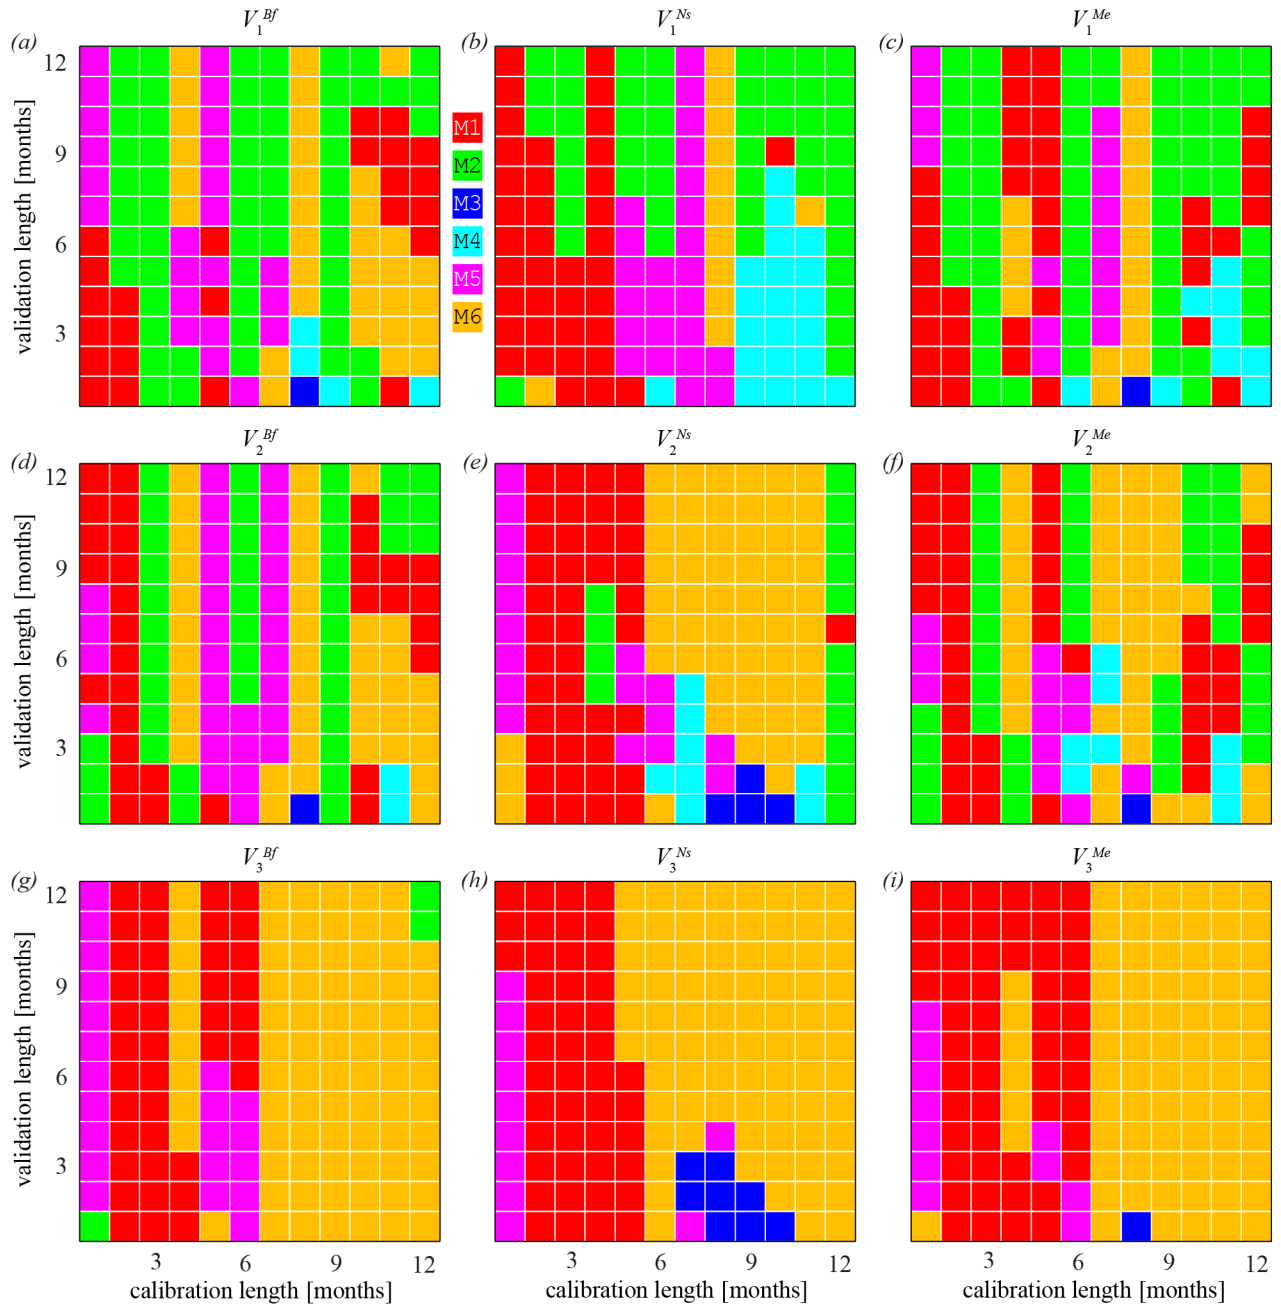 V₁ᴮᶠ V₁ᴺˢ V₁ᴹᵉ
(a) (b) (c)
12
9
6
3
validation length [months]
M1
M2
M3
M4
M5
M6
V₂ᴮᶠ V₂ᴺˢ V₂ᴹᵉ
(d) (e) (f)
12
9
6
3
validation length [months]
V₃ᴮᶠ V₃ᴺˢ V₃ᴹᵉ
(g) (h) (i)
12
9
6
3
validation length [months]
3 6 9 12 3 6 9 12 3 6 9 12
calibration length [months] calibration length [months] calibration length [months]